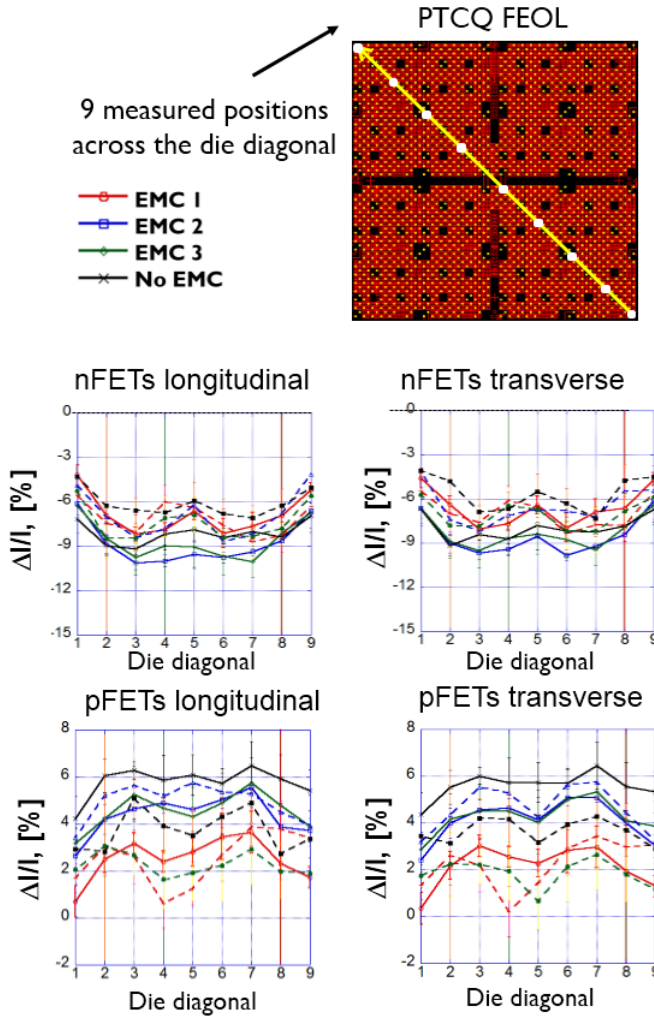 PTCQ FEOL
9 measured positions
across the die diagonal
EMC 1
EMC 2
EMC 3
No EMC
nFETs longitudinal
nFETs transverse
ΔI/I, [%]
0
-3
-6
-9
-12
-15
1 2 3 4 5 6 7 8 9
Die diagonal
ΔI/I, [%]
0
-3
-6
-9
-12
-15
1 2 3 4 5 6 7 8 9
Die diagonal
pFETs longitudinal
pFETs transverse
ΔI/I, [%]
8
6
4
2
0
-2
1 2 3 4 5 6 7 8 9
Die diagonal
ΔI/I, [%]
8
6
4
2
0
-2
1 2 3 4 5 6 7 8 9
Die diagonal